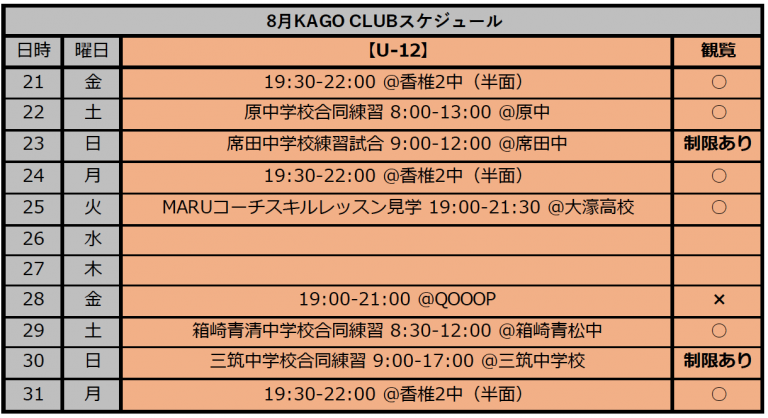 8月KAGO CLUBスケジュール
日時 曜日 【U-12】 観覧
21 金 19:30-22:00 @香椎2中（半面） ○
22 土 原中学校合同練習 8:00-13:00 @原中 ○
23 日 席田中学校練習試合 9:00-12:00 @席田中 制限あり
24 月 19:30-22:00 @香椎2中（半面） ○
25 火 MARUコーチスキルレッスン見学 19:00-21:30 @大濠高校 ○
26 水
27 木
28 金 19:00-21:00 @QOOOP ×
29 土 箱崎青清中学校合同練習 8:30-12:00 @箱崎青松中 ○
30 日 三筑中学校合同練習 9:00-17:00 @三筑中学校 制限あり
31 月 19:30-22:00 @香椎2中（半面） ○